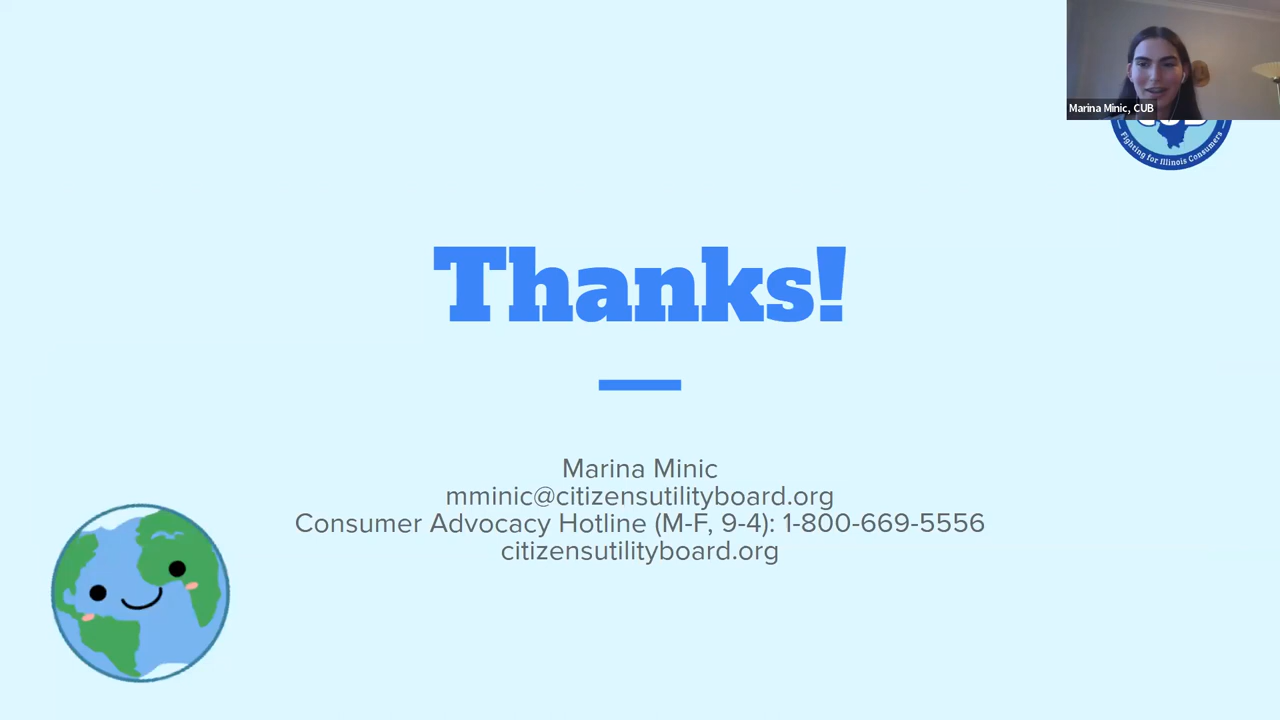 Marina Minic, CUB
Fighting for Illinois Consumers
Thanks!
Marina Minic
mminic@citizensutilityboard.org
Consumer Advocacy Hotline (M-F, 9-4): 1-800-669-5556
citizensutilityboard.org